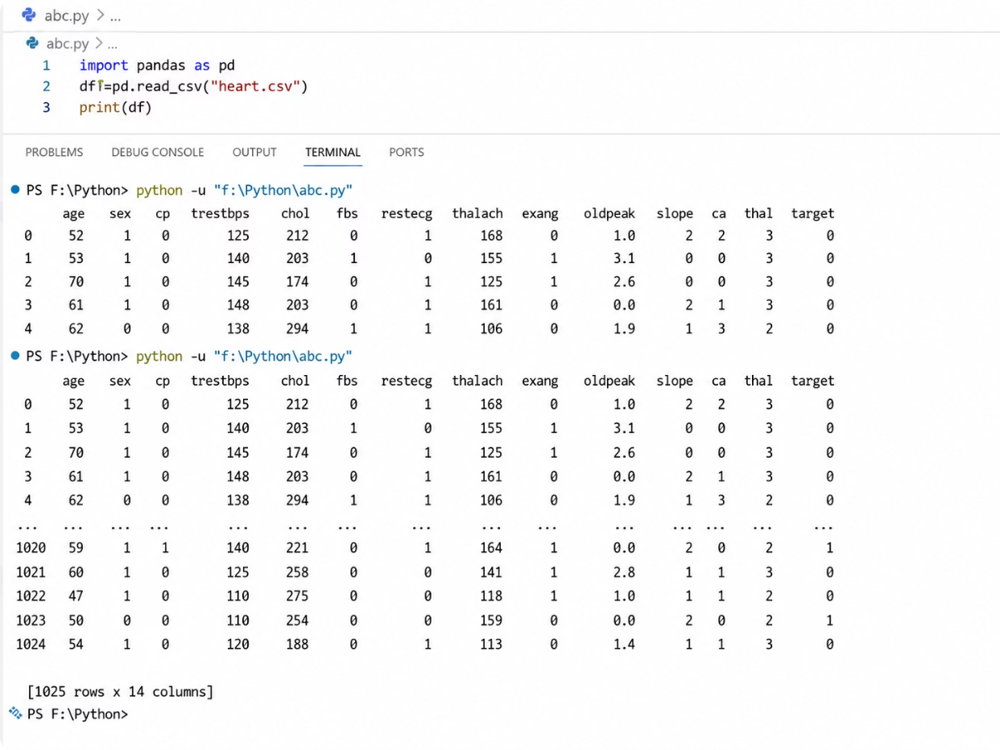 abc.py > ...
abc.py > ...
1 import pandas as pd
2 df=pd.read_csv("heart.csv")
3 print(df)
PROBLEMS DEBUG CONSOLE OUTPUT TERMINAL PORTS
PS F:\Python> python -u "f:\Python\abc.py"
age sex cp trestbps chol fbs restecg thalach exang oldpeak slope ca thal target
0 52 1 0 125 212 0 1 168 0 1.0 2 2 3 0
1 53 1 0 140 203 1 0 155 1 3.1 0 0 3 0
2 70 1 0 145 174 0 1 125 1 2.6 0 0 3 0
3 61 1 0 148 203 0 1 161 0 0.0 2 1 3 0
4 62 0 0 138 294 1 1 106 0 1.9 1 3 2 0
PS F:\Python> python -u "f:\Python\abc.py"
age sex cp trestbps chol fbs restecg thalach exang oldpeak slope ca thal target
0 52 1 0 125 212 0 1 168 0 1.0 2 2 3 0
1 53 1 0 140 203 1 0 155 1 3.1 0 0 3 0
2 70 1 0 145 174 0 1 125 1 2.6 0 0 3 0
3 61 1 0 148 203 0 1 161 0 0.0 2 1 3 0
4 62 0 0 138 294 1 1 106 0 1.9 1 3 2 0
... ... ... ... ... ... ... ... ... ... ... ... ... ... ...
1020 59 1 1 140 221 0 1 164 1 0.0 2 0 2 1
1021 60 1 0 125 258 0 0 141 1 2.8 1 1 3 0
1022 47 1 0 110 275 0 0 118 1 1.0 1 1 2 0
1023 50 0 0 110 254 0 0 159 0 0.0 2 0 2 1
1024 54 1 0 120 188 0 1 113 0 1.4 1 1 3 0
[1025 rows x 14 columns]
PS F:\Python>